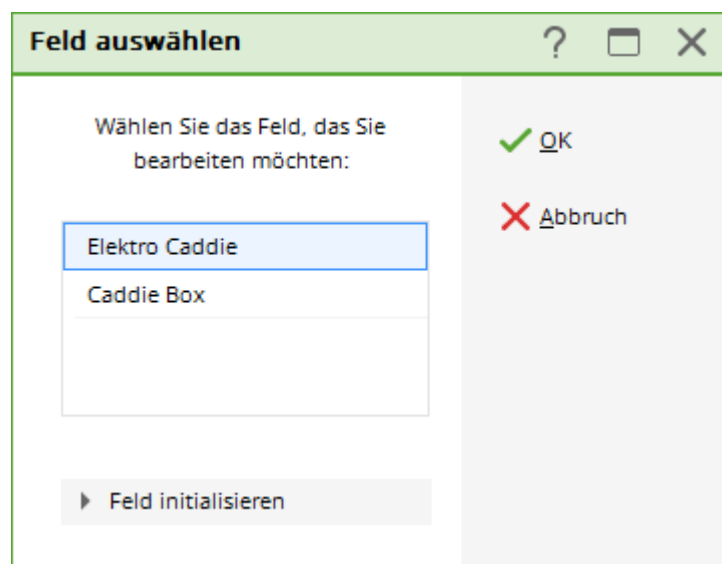 Feld auswählen
Wählen Sie das Feld, das Sie
bearbeiten möchten:
OK
Abbruch
Elektro Caddie
Caddie Box
Feld initialisieren